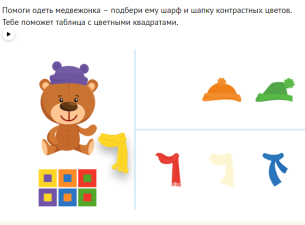 Помоги одеть медвежонка – подбери ему шарф и шапку контрастных цветов.
Тебе поможет таблица с цветными квадратами.